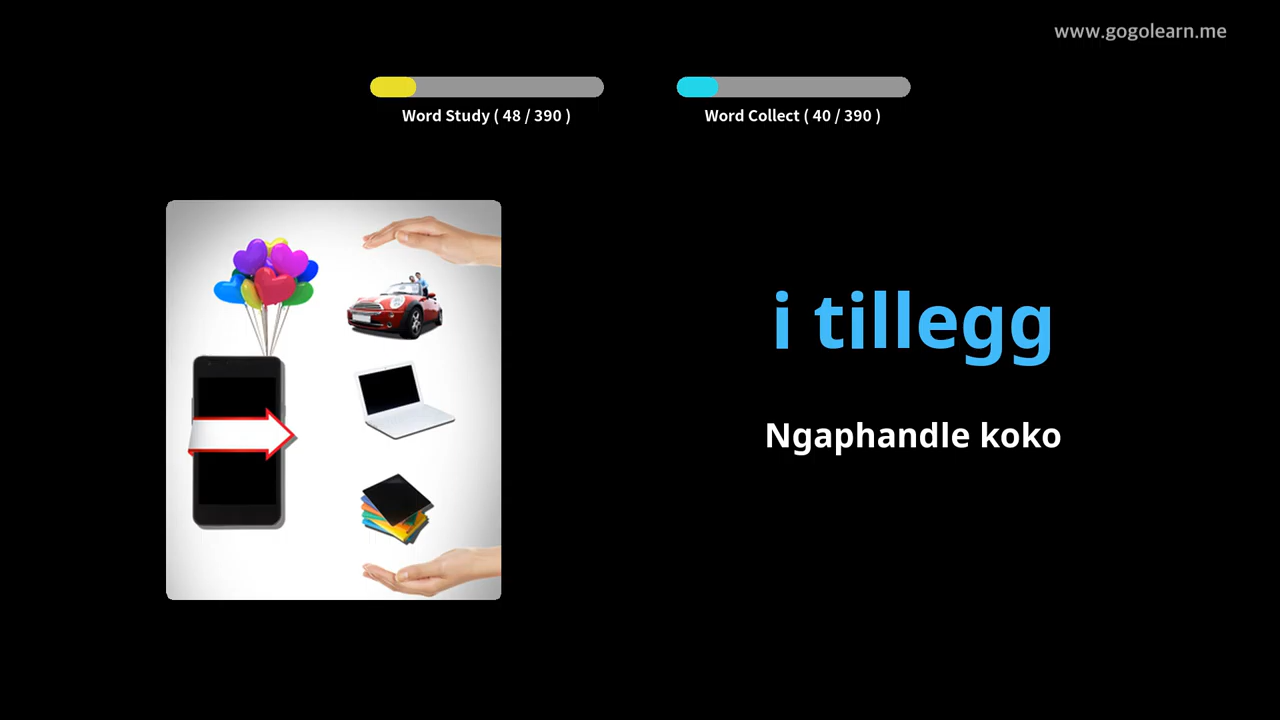 www.gogolearn.me
Word Study ( 48 / 390 )
Word Collect ( 40 / 390 )
i tillegg
Ngaphandle koko